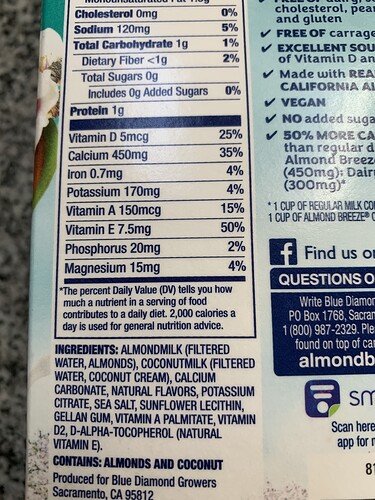 Cholesterol 0mg 0%
Sodium 120mg 5%
Total Carbohydrate 1g 1%
Dietary Fiber <1g 2%
Total Sugars 0g
Includes 0g Added Sugars 0%
Protein 1g
Vitamin D 5mcg 25%
Calcium 450mg 35%
Iron 0.7mg 4%
Potassium 170mg 4%
Vitamin A 150mcg 15%
Vitamin E 7.5mg 50%
Phosphorus 20mg 2%
Magnesium 15mg 4%
*The percent Daily Value (DV) tells you how
much a nutrient in a serving of food
contributes to a daily diet. 2,000 calories a
day is used for general nutrition advice.
INGREDIENTS: ALMONDMILK (FILTERED
WATER, ALMONDS), COCONUTMILK (FILTERED
WATER, COCONUT CREAM), CALCIUM
CARBONATE, NATURAL FLAVORS, POTASSIUM
CITRATE, SEA SALT, SUNFLOWER LECITHIN,
GELLAN GUM, VITAMIN A PALMITATE, VITAMIN
D2, D-ALPHA-TOCOPHEROL (NATURAL
VITAMIN E).
CONTAINS: ALMONDS AND COCONUT
Produced for Blue Diamond Growers
Sacramento, CA 95812
cholesterol, pea
and gluten
✓ FREE OF carrage
✓ EXCELLENT SOU
of Vitamin D an
✓ Made with REA
CALIFORNIA Al
✓ VEGAN
✓ NO added suga
✓ 50% MORE CA
than regular d
Almond Breeze
(450mg): Dair
(300mg)*
* 1 CUP OF REGULAR MILK CO
1 CUP OF ALMOND BREEZE®
f Find us o
QUESTIONS O
Write Blue Diamo
PO Box 1768, Sacra
1 (800) 987-2329. Ple
found on top of ca
almondb
sm
Scan here
app for
81